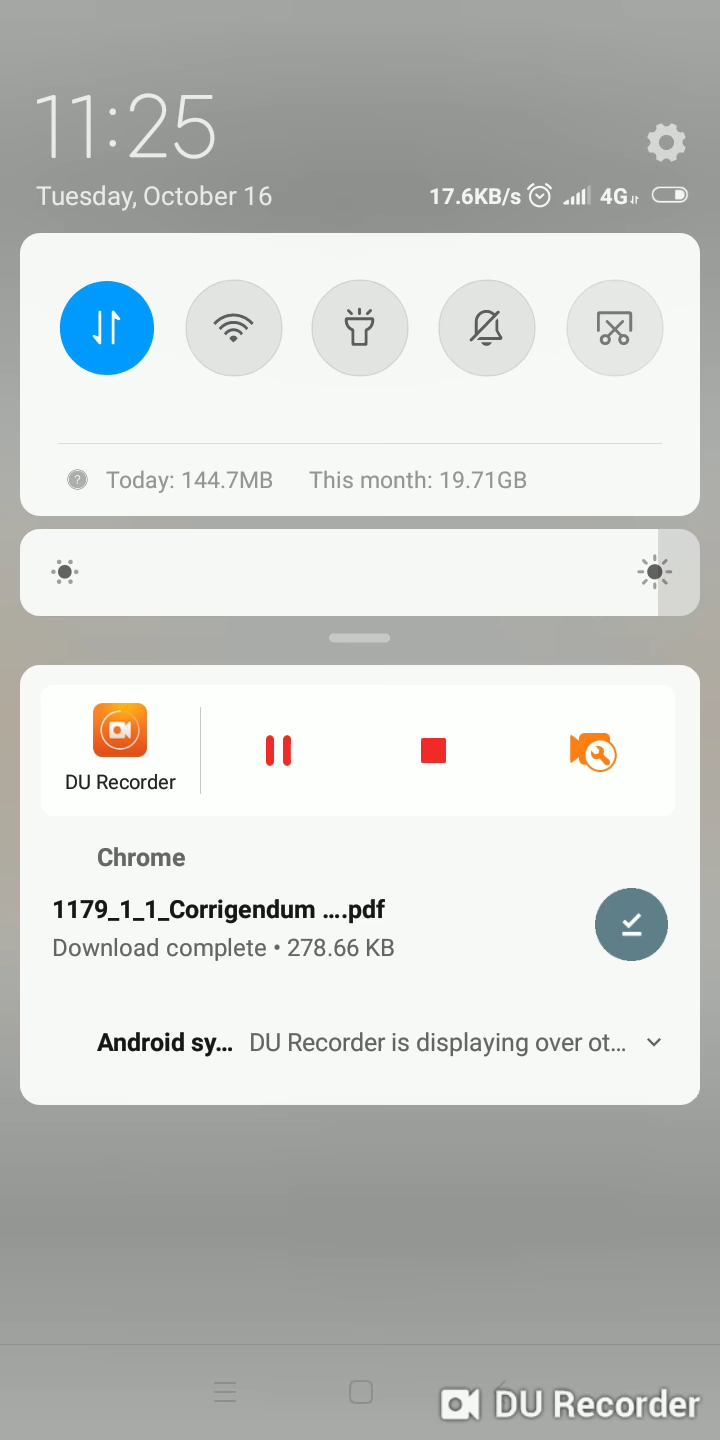 11:25
Tuesday, October 16 17.6KB/s 4G
Today: 144.7MB This month: 19.71GB
DU Recorder
Chrome
1179_1_1_Corrigendum ....pdf
Download complete • 278.66 KB
Android sy... DU Recorder is displaying over ot...
DU Recorder